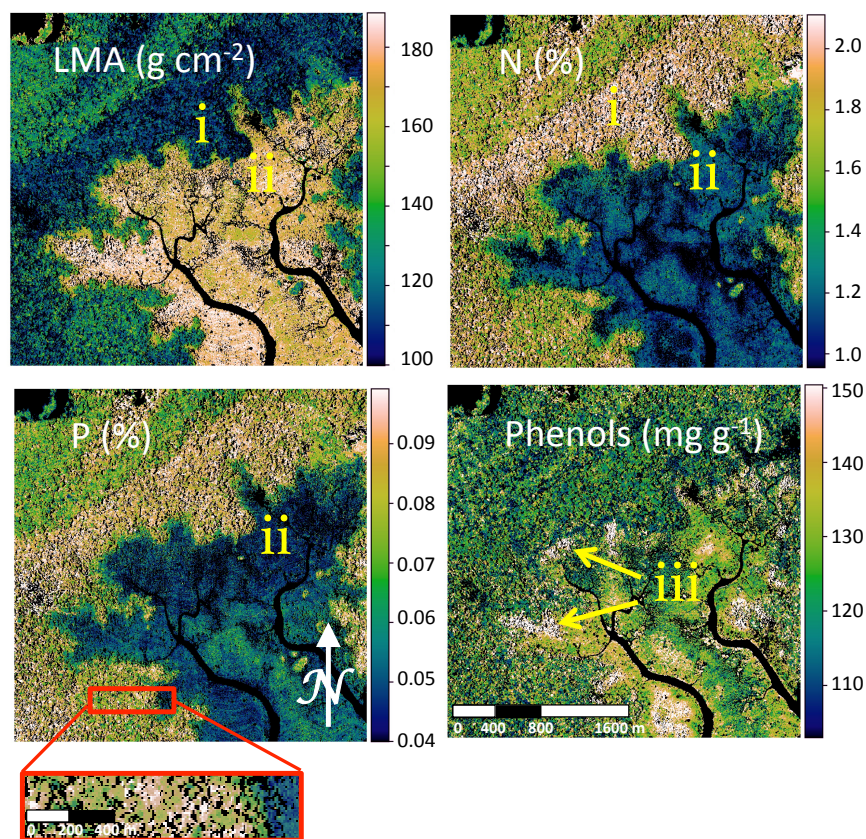 LMA (g cm-2)
i
ii
180
160
140
120
100
N (%)
i
ii
2.0
1.8
1.6
1.4
1.2
1.0
P (%)
ii
N
0.09
0.08
0.07
0.06
0.05
0.04
Phenols (mg g-1)
iii
0 400 800 1600 m
150
140
130
120
110
0 200 400 m